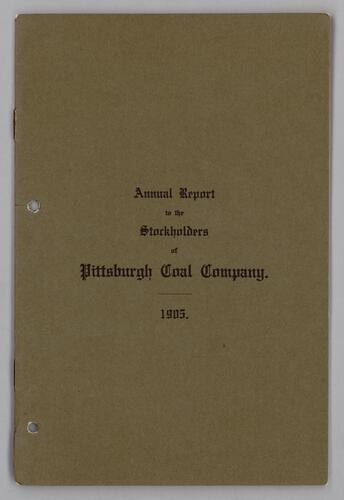 Annual Report
to the
Stockholders
of
Pittsburgh Coal Company.
1905.